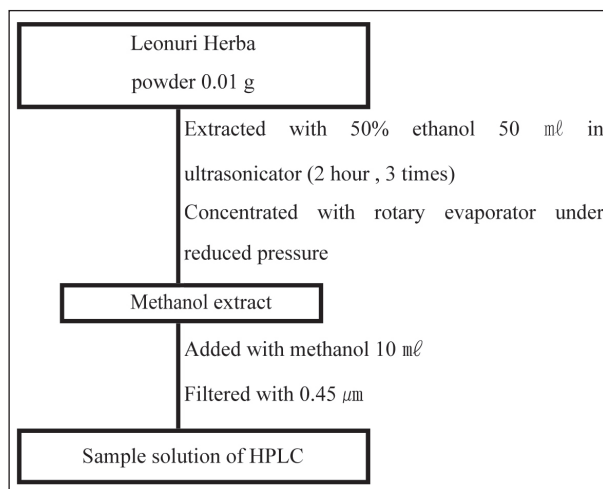 Leonuri Herba
powder 0.01 g
Extracted with 50% ethanol 50 ㎖ in
ultrasonicator (2 hour , 3 times)
Concentrated with rotary evaporator under
reduced pressure
Methanol extract
Added with methanol 10 ㎖
Filtered with 0.45 ㎛
Sample solution of HPLC